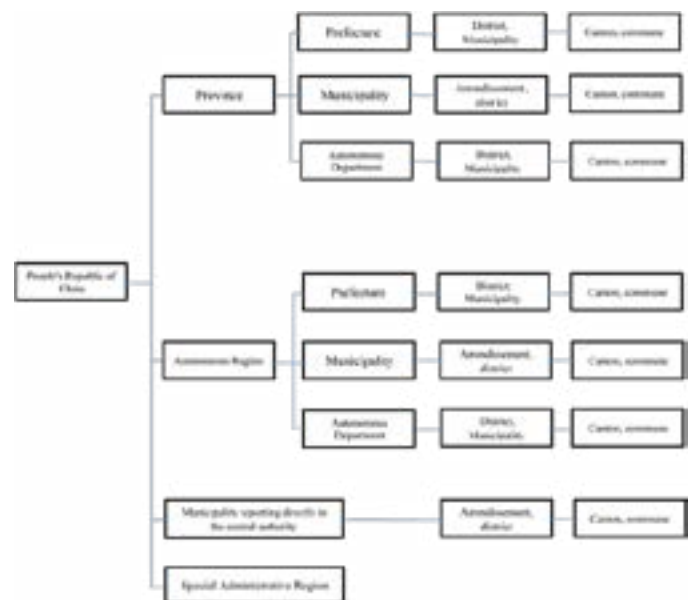 Prefecture
District,
Municipality
Canton, commune
Province
Municipality
Arrondissement,
district
Canton, commune
Autonomous
Department
District,
Municipality
Canton, commune
People's Republic of
China
Prefecture
District,
Municipality
Canton, commune
Autonomous Region
Municipality
Arrondissement,
district
Canton, commune
Autonomous
Department
District,
Municipality
Canton, commune
Municipality reporting directly to
the central authority
Arrondissement,
district
Canton, commune
Special Administrative Region